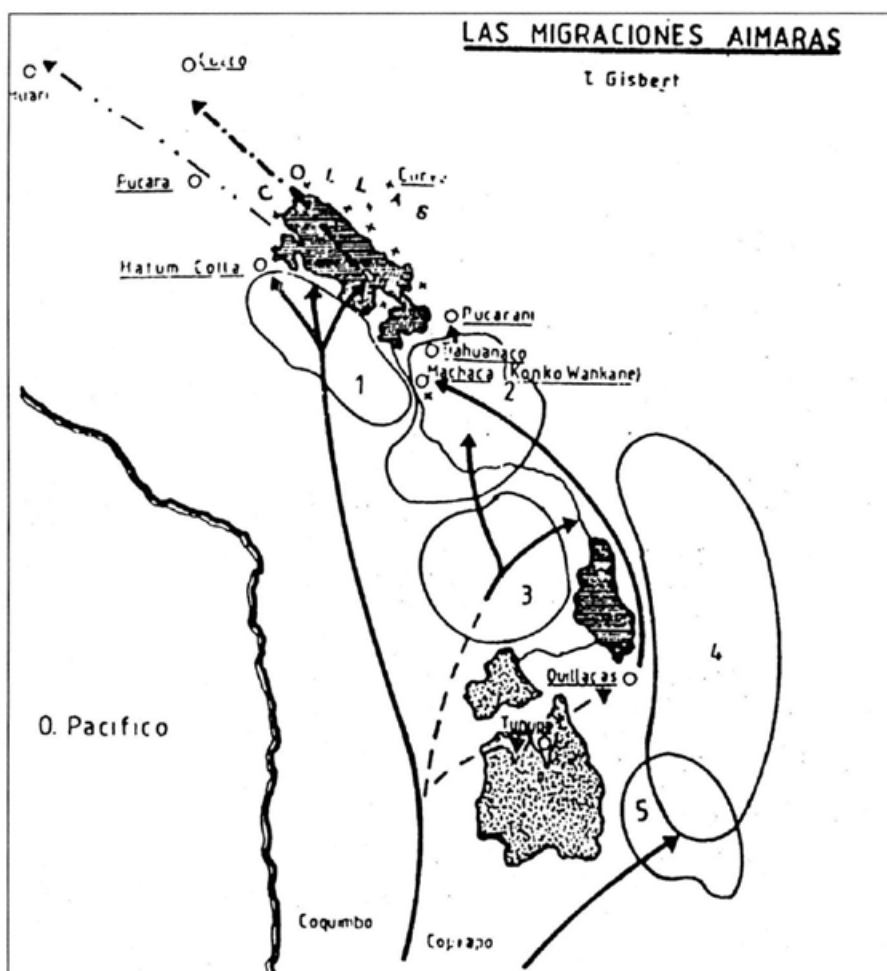 LAS MIGRACIONES AIMARAS
T. Gisbert
Cuzco
Huari
Pucara
C L L A G
Hatum Colla
Pucarani
Tiahuanaco
Machaca (Konko Wankane)
1
2
3
4
Quillacas
O. Pacifico
5
Coquimbo
Copiapo